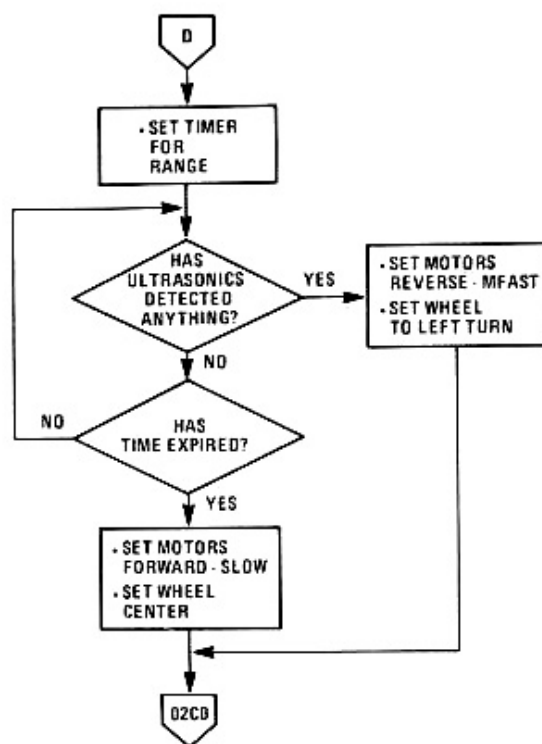 D
• SET TIMER
FOR
RANGE
HAS
ULTRASONICS
DETECTED
ANYTHING?
YES
• SET MOTORS
REVERSE - MFAST
• SET WHEEL
TO LEFT TURN
NO
NO
HAS
TIME EXPIRED?
YES
• SET MOTORS
FORWARD - SLOW
• SET WHEEL
CENTER